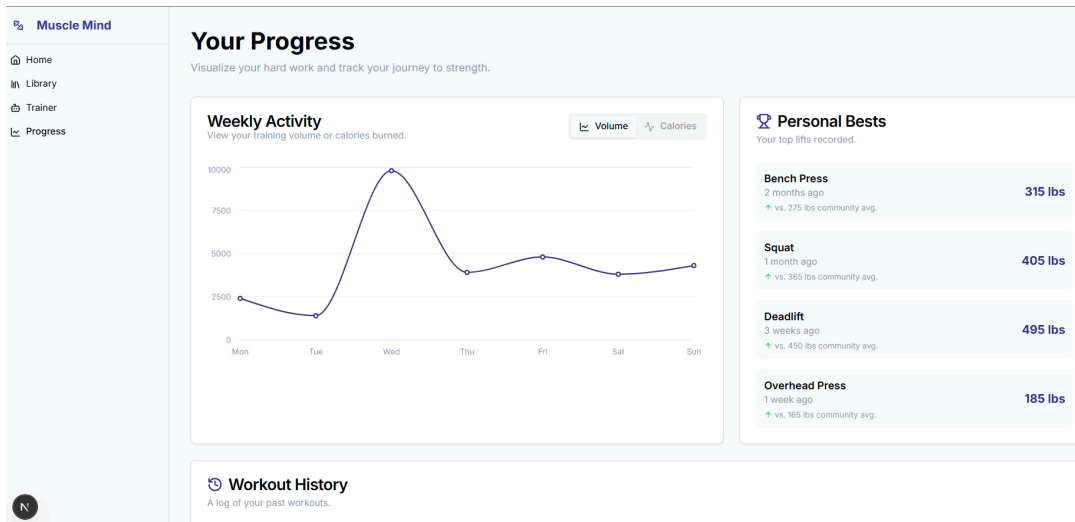 Muscle Mind
Home
Library
Trainer
Progress
Your Progress
Visualize your hard work and track your journey to strength.
Weekly Activity
View your training volume or calories burned.
Volume
Calories
10000
7500
5000
2500
0
Mon Tue Wed Thu Fri Sat Sun
Personal Bests
Your top lifts recorded.
Bench Press
2 months ago
315 lbs
↑ vs. 275 lbs community avg.
Squat
1 month ago
405 lbs
↑ vs. 365 lbs community avg.
Deadlift
3 weeks ago
495 lbs
↑ vs. 450 lbs community avg.
Overhead Press
1 week ago
185 lbs
↑ vs. 165 lbs community avg.
Workout History
A log of your past workouts.
N